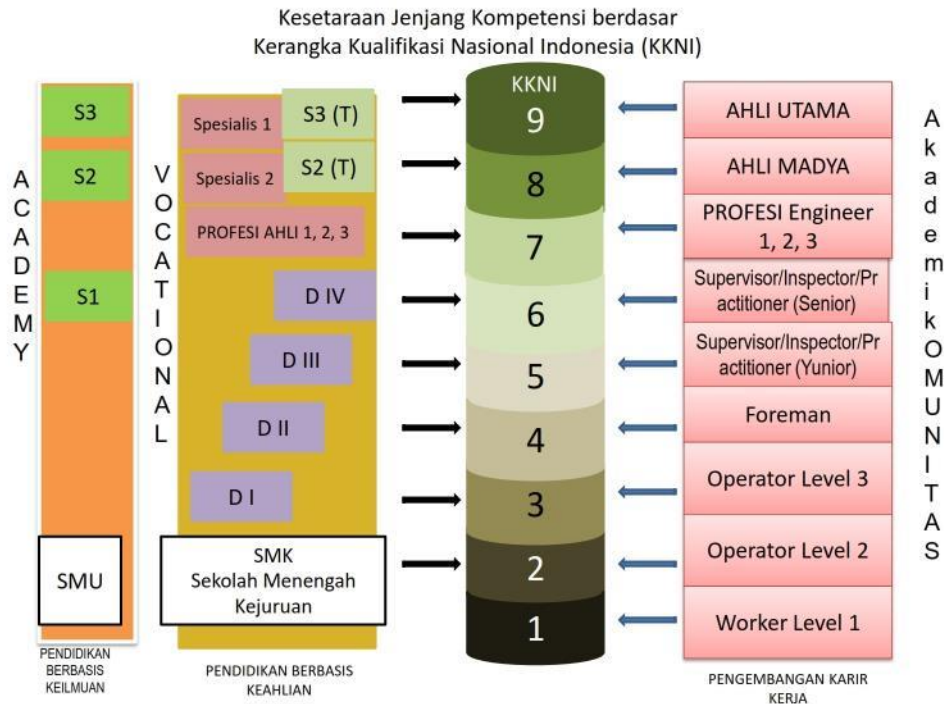 Kesetaraan Jenjang Kompetensi berdasar
Kerangka Kualifikasi Nasional Indonesia (KKNI)
ACADEMY
S3
S2
S1
SMU
PENDIDIKAN
BERBASIS
KEILMUAN
VOCATIONAL
Spesialis 1
S3 (T)
Spesialis 2
S2 (T)
PROFESI AHLI 1, 2, 3
D IV
D III
D II
D I
SMK
Sekolah Menengah
Kejuruan
PENDIDIKAN BERBASIS
KEAHLIAN
KKNI
9
8
7
6
5
4
3
2
1
AHLI UTAMA
AHLI MADYA
PROFESI Engineer
1, 2, 3
Supervisor/Inspector/Pr
actitioner (Senior)
Supervisor/Inspector/Pr
actitioner (Yunior)
Foreman
Operator Level 3
Operator Level 2
Worker Level 1
PENGEMBANGAN KARIR
KERJA
AkademikOMUNITAS